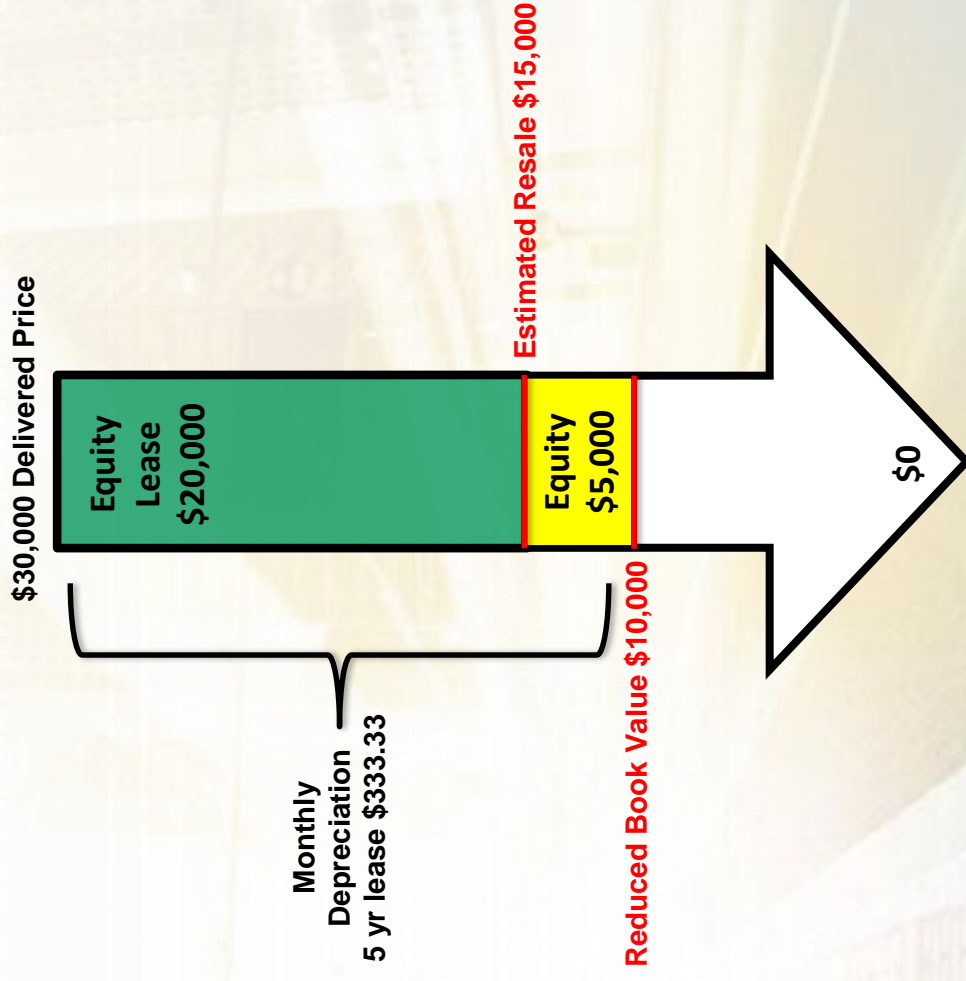 $30,000 Delivered Price
Equity
Lease
$20,000
Monthly
Depreciation
5 yr lease $333.33
Estimated Resale $15,000
Equity
$5,000
Reduced Book Value $10,000
$0